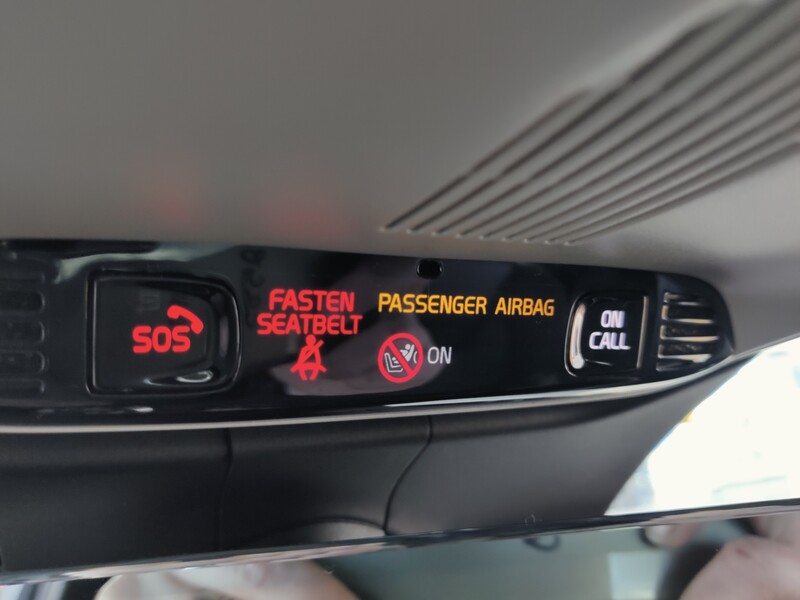 SOS
FASTEN
SEATBELT
PASSENGER AIRBAG
ON
ON
CALL